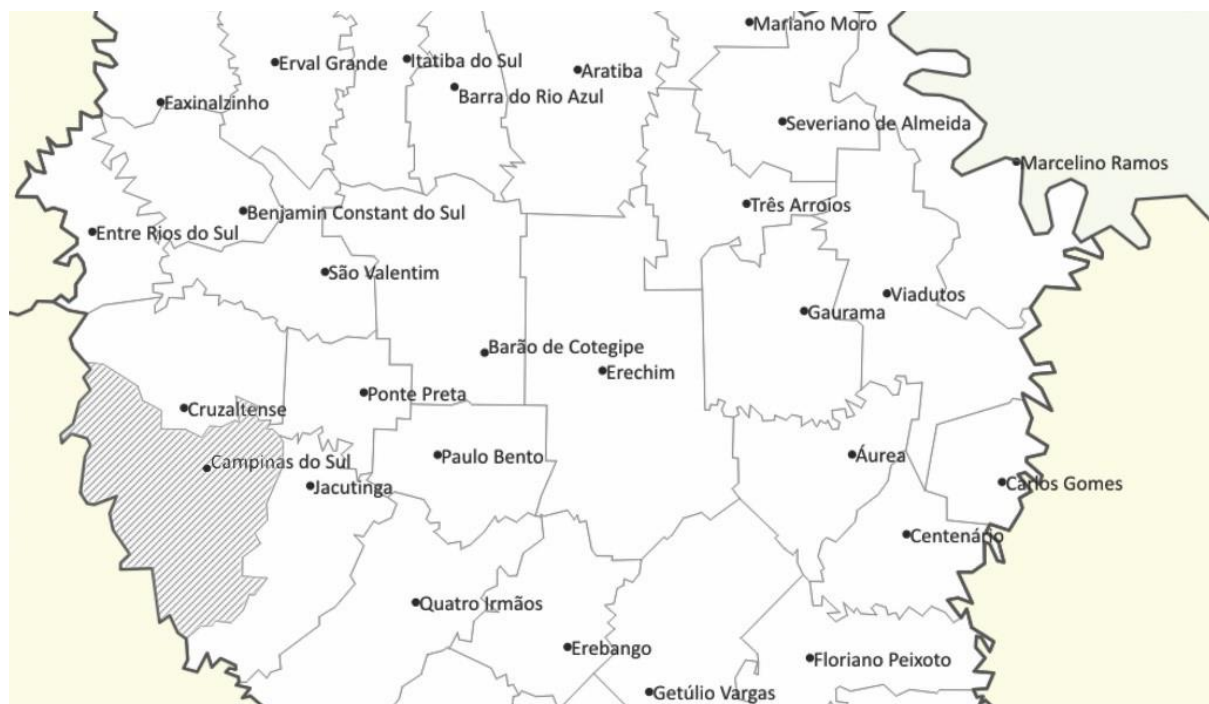 Mariano Moro
Erval Grande
Itatiba do Sul
Aratiba
Barra do Rio Azul
Faxinalzinho
Severiano de Almeida
Marcelino Ramos
Três Arroios
Benjamin Constant do Sul
Entre Rios do Sul
São Valentim
Viadutos
Gaurama
Barão de Cotegipe
Erechim
Ponte Preta
Cruzaltense
Campinas do Sul
Paulo Bento
Áurea
Jacutinga
Carlos Gomes
Centenário
Quatro Irmãos
Erebango
Floriano Peixoto
Getúlio Vargas